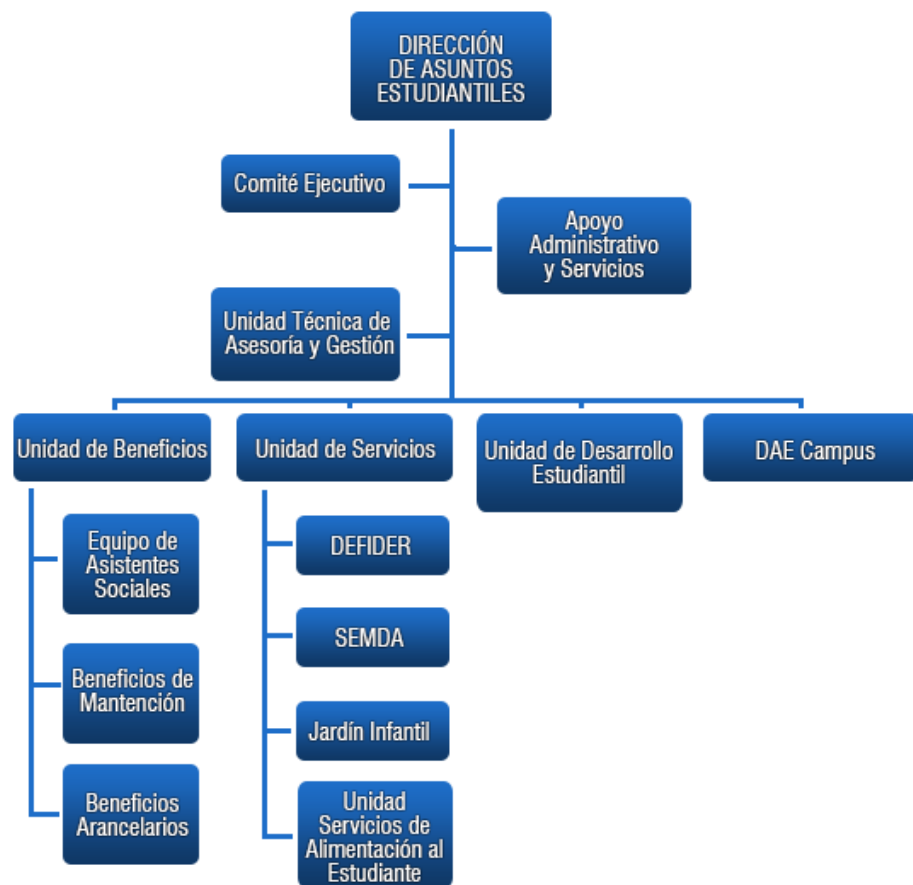 DIRECCIÓN
DE ASUNTOS
ESTUDIANTILES
Comité Ejecutivo
Apoyo
Administrativo
y Servicios
Unidad Técnica de
Asesoría y Gestión
Unidad de Beneficios
Unidad de Servicios
Unidad de Desarrollo
Estudiantil
DAE Campus
Equipo de
Asistentes
Sociales
Beneficios de
Mantención
Beneficios
Arancelarios
DEFIDER
SEMDA
Jardín Infantil
Unidad
Servicios de
Alimentación al
Estudiante